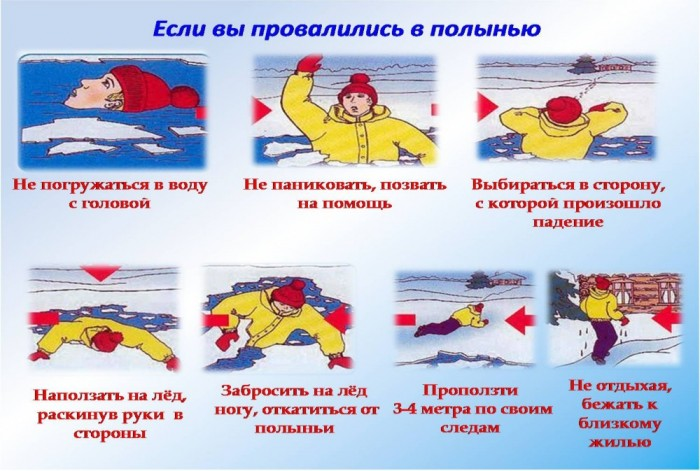 Если вы провалились в полынью
Не погружаться в воду
с головой
Не паниковать, позвать
на помощь
Выбираться в сторону,
с которой произошло
падение
Наползать на лёд,
раскинув руки в
стороны
Забросить на лёд
ногу, откатиться от
полыньи
Проползти
3-4 метра по своим
следам
Не отдыхая,
бежать к
близкому
жилью